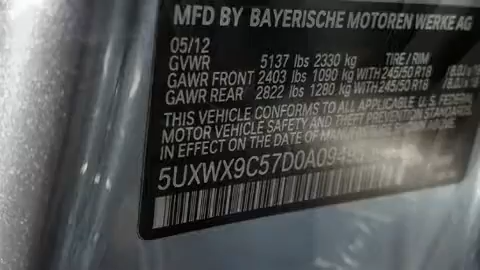 MFD BY BAYERISCHE MOTOREN WERKE AG
05/12
GVWR 5137 lbs 2330 kg TIRE / RIM
GAWR FRONT 2403 lbs 1090 kg WITH 245/50 R18
GAWR REAR 2822 lbs 1280 kg WITH 245/50 R18
THIS VEHICLE CONFORMS TO ALL APPLICABLE U.S. FEDERAL
MOTOR VEHICLE SAFETY AND THEFT PREVENTION STANDARDS
IN EFFECT ON THE DATE OF MANUFACTURE
5UXWX9C57D0A094